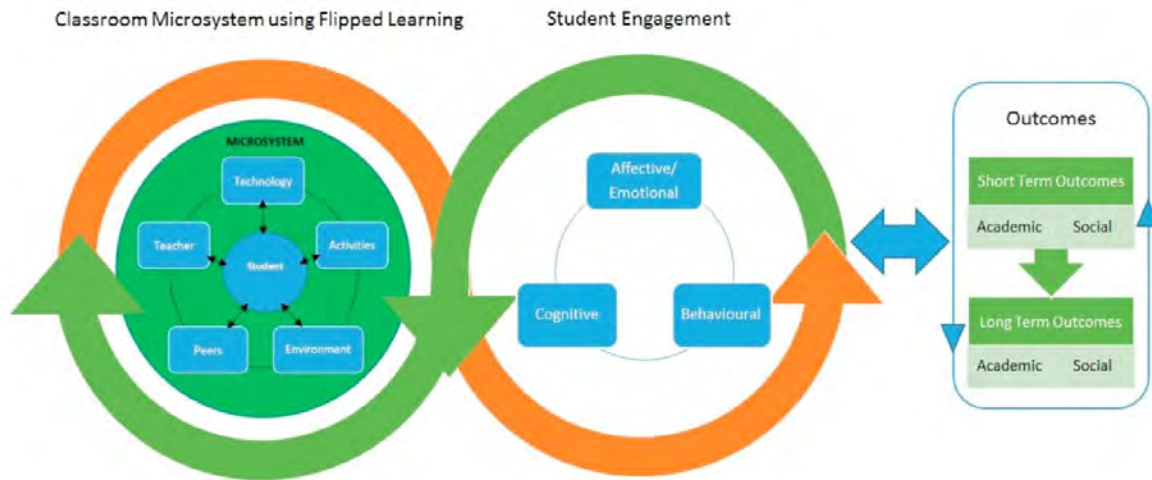 Classroom Microsystem using Flipped Learning
Student Engagement
MICROSYSTEM
Technology
Teacher
Activities
Student
Peers
Environment
Affective/
Emotional
Cognitive
Behavioural
Outcomes
Short Term Outcomes
Academic Social
Long Term Outcomes
Academic Social